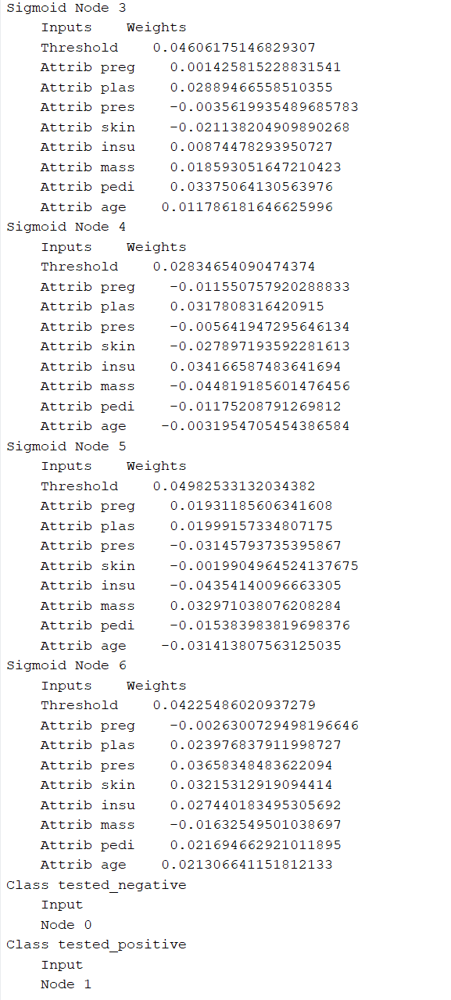 Sigmoid Node 3
Inputs    Weights
Threshold    0.04606175146829307
Attrib preg    0.001425815228831541
Attrib plas    0.02889466558510355
Attrib pres    -0.0035619935489685783
Attrib skin    -0.021138204909890268
Attrib insu    0.00874478293950727
Attrib mass    0.018593051647210423
Attrib pedi    0.03375064130563976
Attrib age    0.011786181646625996
Sigmoid Node 4
Inputs    Weights
Threshold    0.02834654090474374
Attrib preg    -0.011550757920288833
Attrib plas    0.0317808316420915
Attrib pres    -0.005641947295646134
Attrib skin    -0.027897193592281613
Attrib insu    0.034166587483641694
Attrib mass    -0.044819185601476456
Attrib pedi    -0.01175208791269812
Attrib age    -0.0031954705454386584
Sigmoid Node 5
Inputs    Weights
Threshold    0.04982533132034382
Attrib preg    0.01931185606341608
Attrib plas    0.01999157334807175
Attrib pres    -0.03145793735395867
Attrib skin    -0.0019904964524137675
Attrib insu    -0.04354140096663305
Attrib mass    0.032971038076208284
Attrib pedi    -0.015383983819698376
Attrib age    -0.031413807563125035
Sigmoid Node 6
Inputs    Weights
Threshold    0.04225486020937279
Attrib preg    -0.0026300729498196646
Attrib plas    0.023976837911998727
Attrib pres    0.03658348483622094
Attrib skin    0.03215312919094414
Attrib insu    0.027440183495305692
Attrib mass    -0.01632549501038697
Attrib pedi    0.021694662921011895
Attrib age    0.021306641151812133
Class tested_negative
Input
Node 0
Class tested_positive
Input
Node 1